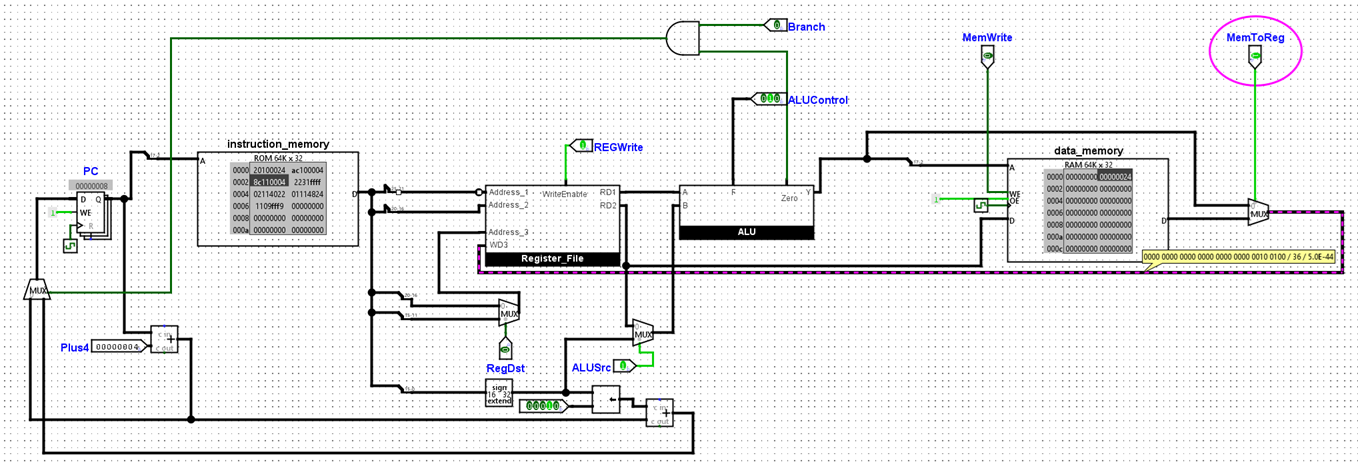 Branch
MemWrite
MemToReg
ALUControl
instruction_memory
ROM 64K x 32
0000 20100024 ac100004
0002 8c110004 2231ffff
0004 02114022 01114824
0006 1109fff9 00000000
0008 00000000 00000000
000a 00000000 00000000
A
D
PC
00000008
D Q
WE
R
1
REGWrite
Address_1
WriteEnable
RD1
Address_2
RD2
Address_3
WD3
Register_File
A
F
Y
B
Zero
ALU
data_memory
RAM 64K x 32
0000 00000000 00000024
0002 00000000 00000000
0004 00000000 00000000
0006 00000000 00000000
0008 00000000 00000000
000a 00000000 00000000
000c 00000000 00000000
A
WE
OE
D
D
1
MUX
0000 0000 0000 0000 0000 0000 0010 0100 / 36 / 5.0E-44
MUX
MUX
MUX
RegDst
ALUSrc
Plus4
00000004
c in
+
c out
sign
16 32
extend
00010
c in
+
c out